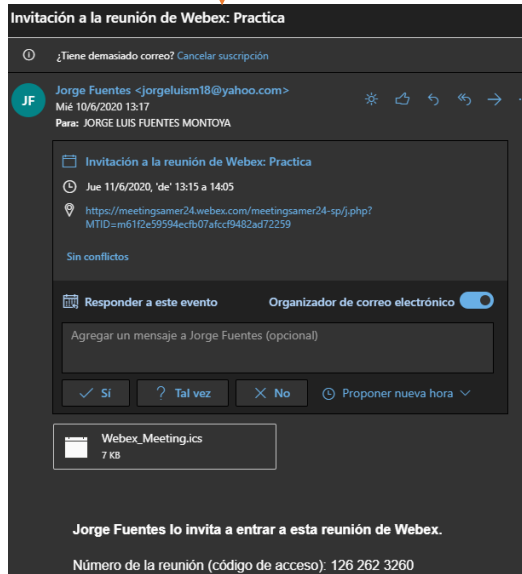 Invitación a la reunión de Webex: Practica
¿Tiene demasiado correo? Cancelar suscripción
JF
Jorge Fuentes <jorgeluism18@yahoo.com>
Mié 10/6/2020 13:17
Para: JORGE LUIS FUENTES MONTOYA
Invitación a la reunión de Webex: Practica
Jue 11/6/2020, 'de' 13:15 a 14:05
https://meetingsamer24.webex.com/meetingsamer24-sp/j.php?
MTID=m61f2e59594ecfb07afccf9482ad72259
Sin conflictos
Responder a este evento Organizador de correo electrónico
Agregar un mensaje a Jorge Fuentes (opcional)
Sí ? Tal vez No Proponer nueva hora
Webex_Meeting.ics
7 KB
Jorge Fuentes lo invita a entrar a esta reunión de Webex.
Número de la reunión (código de acceso): 126 262 3260